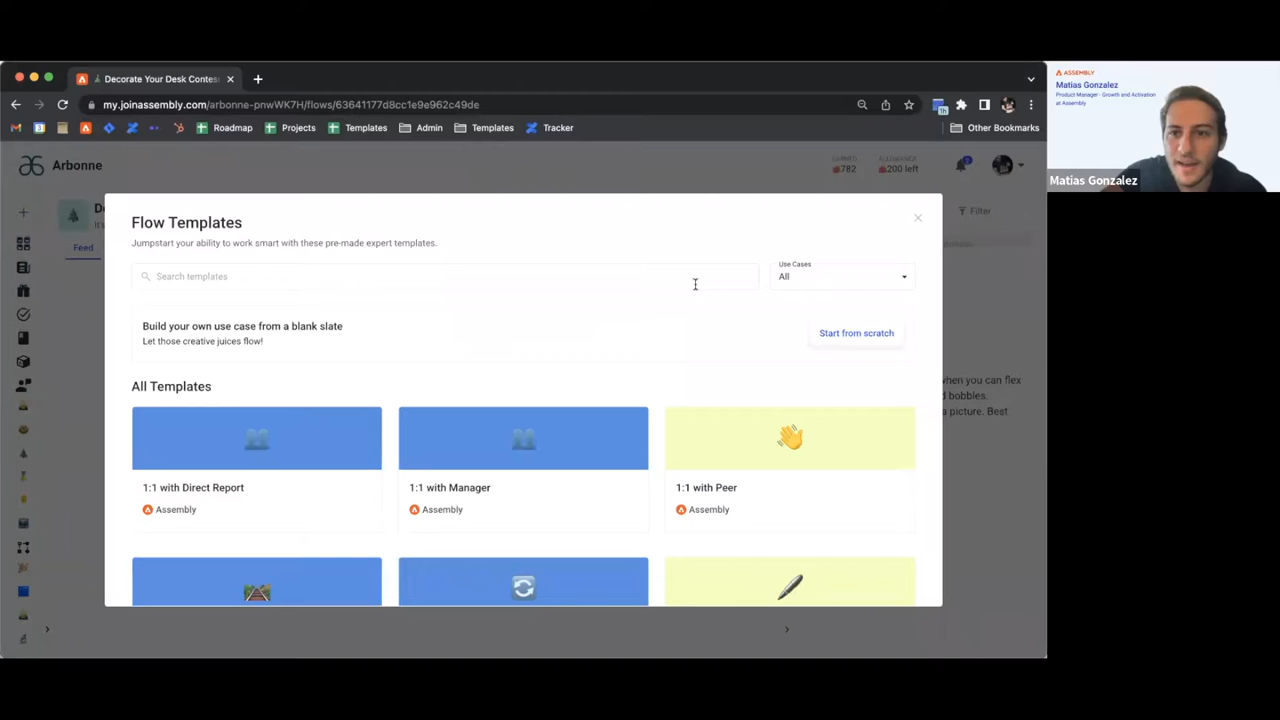 Decorate Your Desk Contes
my.joinassembly.com/arbonne-pnwWK7H/flows/63641177d8cc1e9e962c49de
1h
Roadmap
Projects
Templates
Admin
Templates
Tracker
Other Bookmarks
ASSEMBLY
Matias Gonzalez
Product Manager - Growth and Activation
at Assembly
Matias Gonzalez
Arbonne
782
200 left
De
It's
Filter
Feed
Flow Templates
Jumpstart your ability to work smart with these pre-made expert templates.
Search templates
Use Cases
All
Build your own use case from a blank slate
Let those creative juices flow!
Start from scratch
when you can flex
d bobbles.
a picture. Best
All Templates
1:1 with Direct Report
Assembly
1:1 with Manager
Assembly
1:1 with Peer
Assembly